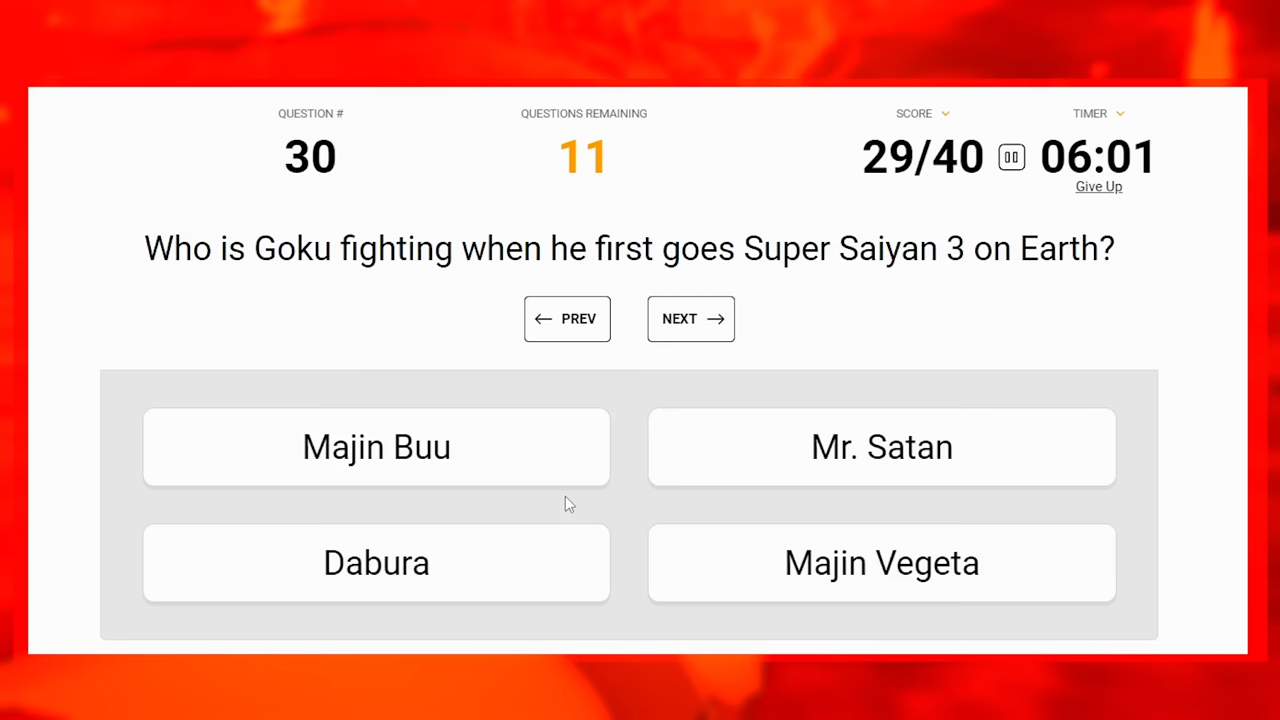 QUESTION #
QUESTIONS REMAINING
SCORE
TIMER
30
11
29/40
06:01
Give Up
Who is Goku fighting when he first goes Super Saiyan 3 on Earth?
← PREV
NEXT →
Majin Buu
Mr. Satan
Dabura
Majin Vegeta